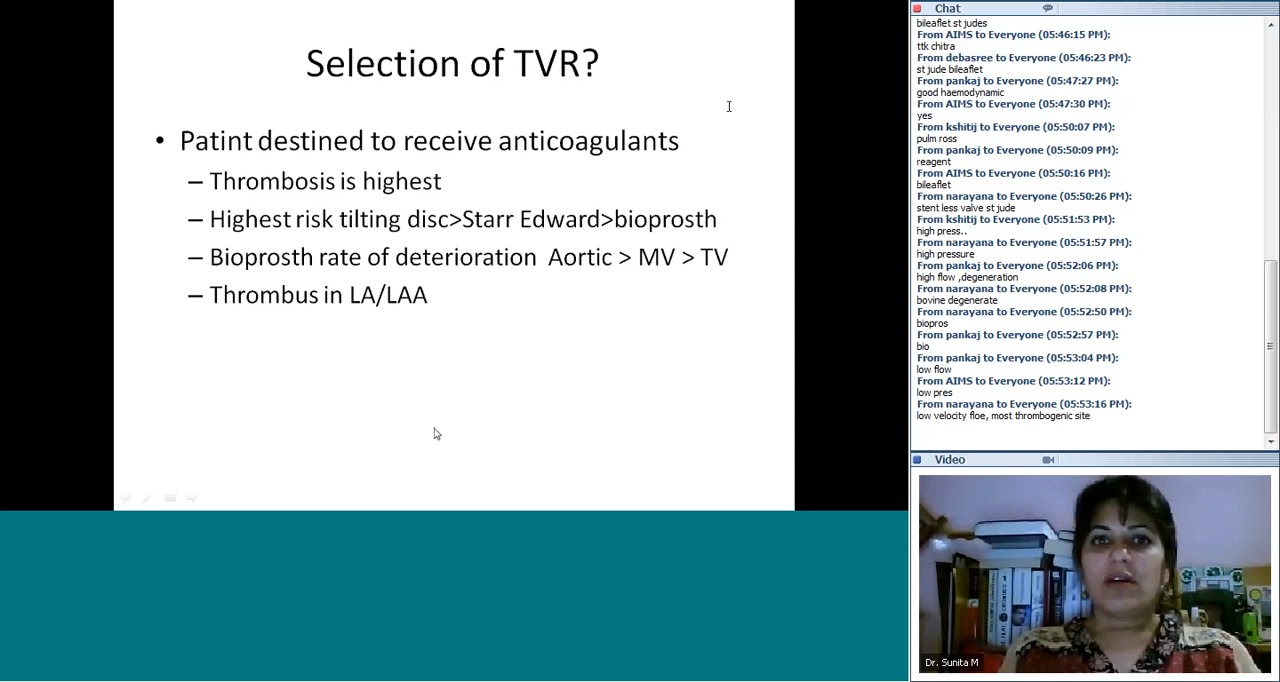 Selection of TVR?
• Patint destined to receive anticoagulants
– Thrombosis is highest
– Highest risk tilting disc>Starr Edward>bioprosth
– Bioprosth rate of deterioration Aortic > MV > TV
– Thrombus in LA/LAA
Chat
bileaflet st judes
From AIMS to Everyone (05:46:15 PM):
ttk chitra
From debasree to Everyone (05:46:23 PM):
st jude bileaflet
From pankaj to Everyone (05:47:27 PM):
good haemodynamic
From AIMS to Everyone (05:47:30 PM):
yes
From kshitij to Everyone (05:50:07 PM):
pulm ross
From pankaj to Everyone (05:50:09 PM):
reagent
From AIMS to Everyone (05:50:16 PM):
bileaflet
From narayana to Everyone (05:50:26 PM):
stent less valve st jude
From kshitij to Everyone (05:51:53 PM):
high press..
From narayana to Everyone (05:51:57 PM):
high pressure
From pankaj to Everyone (05:52:06 PM):
high flow ,degeneration
From narayana to Everyone (05:52:08 PM):
bovine degenerate
From narayana to Everyone (05:52:50 PM):
biopros
From pankaj to Everyone (05:52:57 PM):
bio
From pankaj to Everyone (05:53:04 PM):
low flow
From AIMS to Everyone (05:53:12 PM):
low pres
From narayana to Everyone (05:53:16 PM):
low velocity floe, most thrombogenic site
Video
Dr. Sunita M